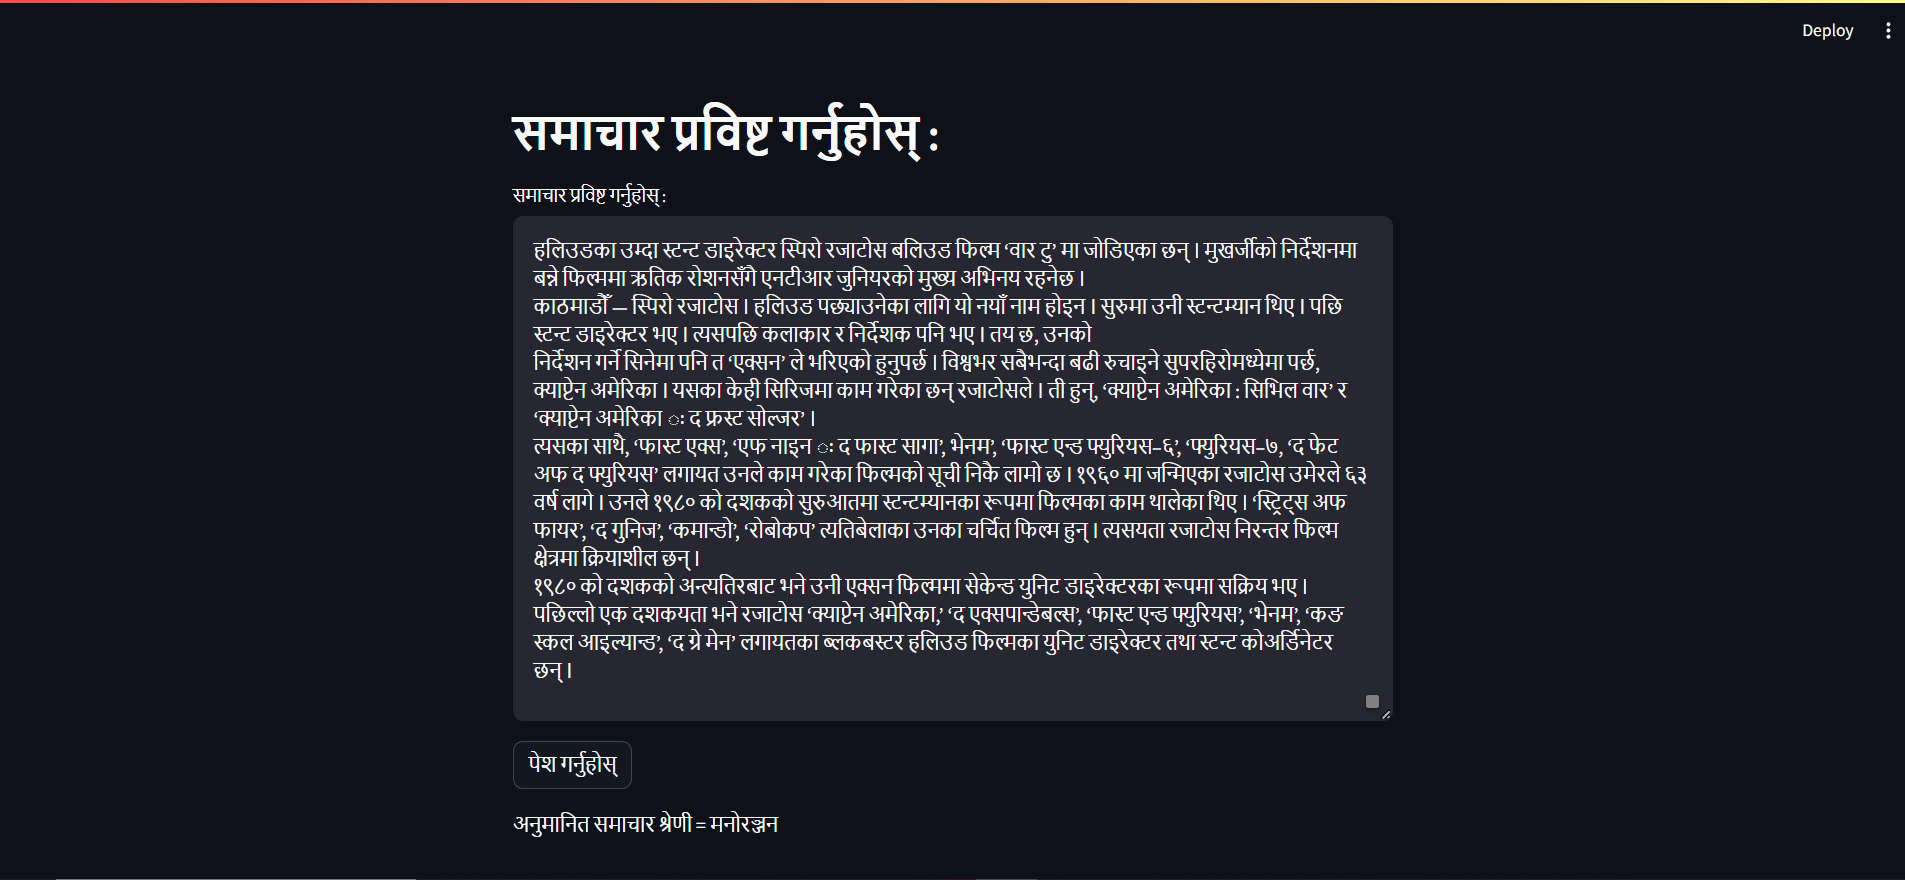 Deploy
समाचार प्रविष्ट गर्नुहोस् :
समाचार प्रविष्ट गर्नुहोस् :
हलिउडका उम्दा स्टन्ट डाइरेक्टर स्पिरो रजाटोस बलिउड फिल्म ‘वार टु’ मा जोडिएका छन् । मुखर्जीको निर्देशनमा
बन्ने फिल्ममा ऋतिक रोशनसँगै एनटीआर जुनियरको मुख्य अभिनय रहनेछ ।
काठमाडौँ — स्पिरो रजाटोस । हलिउड पछ्याउनेका लागि यो नयाँ नाम होइन । सुरुमा उनी स्टन्टम्यान थिए । पछि
स्टन्ट डाइरेक्टर भए । त्यसपछि कलाकार र निर्देशक पनि भए । तय छ, उनको
निर्देशन गर्ने सिनेमा पनि त ‘एक्सन’ ले भरिएको हुनुपर्छ । विश्वभर सबैभन्दा बढी रुचाइने सुपरहिरोमध्येमा पर्छ,
क्याप्टेन अमेरिका । यसका केही सिरिजमा काम गरेका छन् रजाटोसले । ती हुन्, ‘क्याप्टेन अमेरिका : सिभिल वार’ र
‘क्याप्टेन अमेरिका ः द फ्रस्ट सोल्जर’ ।
त्यसका साथै, ‘फास्ट एक्स’, ‘एफ नाइन ः द फास्ट सागा’, भेनम’, ‘फास्ट एन्ड फ्युरियस–६’, ‘फ्युरियस–७, ‘द फेट
अफ द फ्युरियस’ लगायत उनले काम गरेका फिल्मको सूची निकै लामो छ । १९६० मा जन्मिएका रजाटोस उमेरले ६३
वर्ष लागे । उनले १९८० को दशकको सुरुआतमा स्टन्टम्यानका रूपमा फिल्मका काम थालेका थिए । ‘स्ट्रिट्स अफ
फायर’, ‘द गुनिज’, ‘कमान्डो’, ‘रोबोकप’ त्यतिबेलाका उनका चर्चित फिल्म हुन् । त्यसयता रजाटोस निरन्तर फिल्म
क्षेत्रमा क्रियाशील छन् ।
१९८० को दशकको अन्त्यतिरबाट भने उनी एक्सन फिल्ममा सेकेन्ड युनिट डाइरेक्टरका रूपमा सक्रिय भए ।
पछिल्लो एक दशकयता भने रजाटोस ‘क्याप्टेन अमेरिका,’ ‘द एक्सपान्डेबल्स’, ‘फास्ट एन्ड फ्युरियस’, ‘भेनम’, ‘कङ
स्कल आइल्यान्ड’, ‘द ग्रे मेन’ लगायतका ब्लकबस्टर हलिउड फिल्मका युनिट डाइरेक्टर तथा स्टन्ट कोअर्डिनेटर
छन् ।
पेश गर्नुहोस्
अनुमानित समाचार श्रेणी = मनोरञ्जन